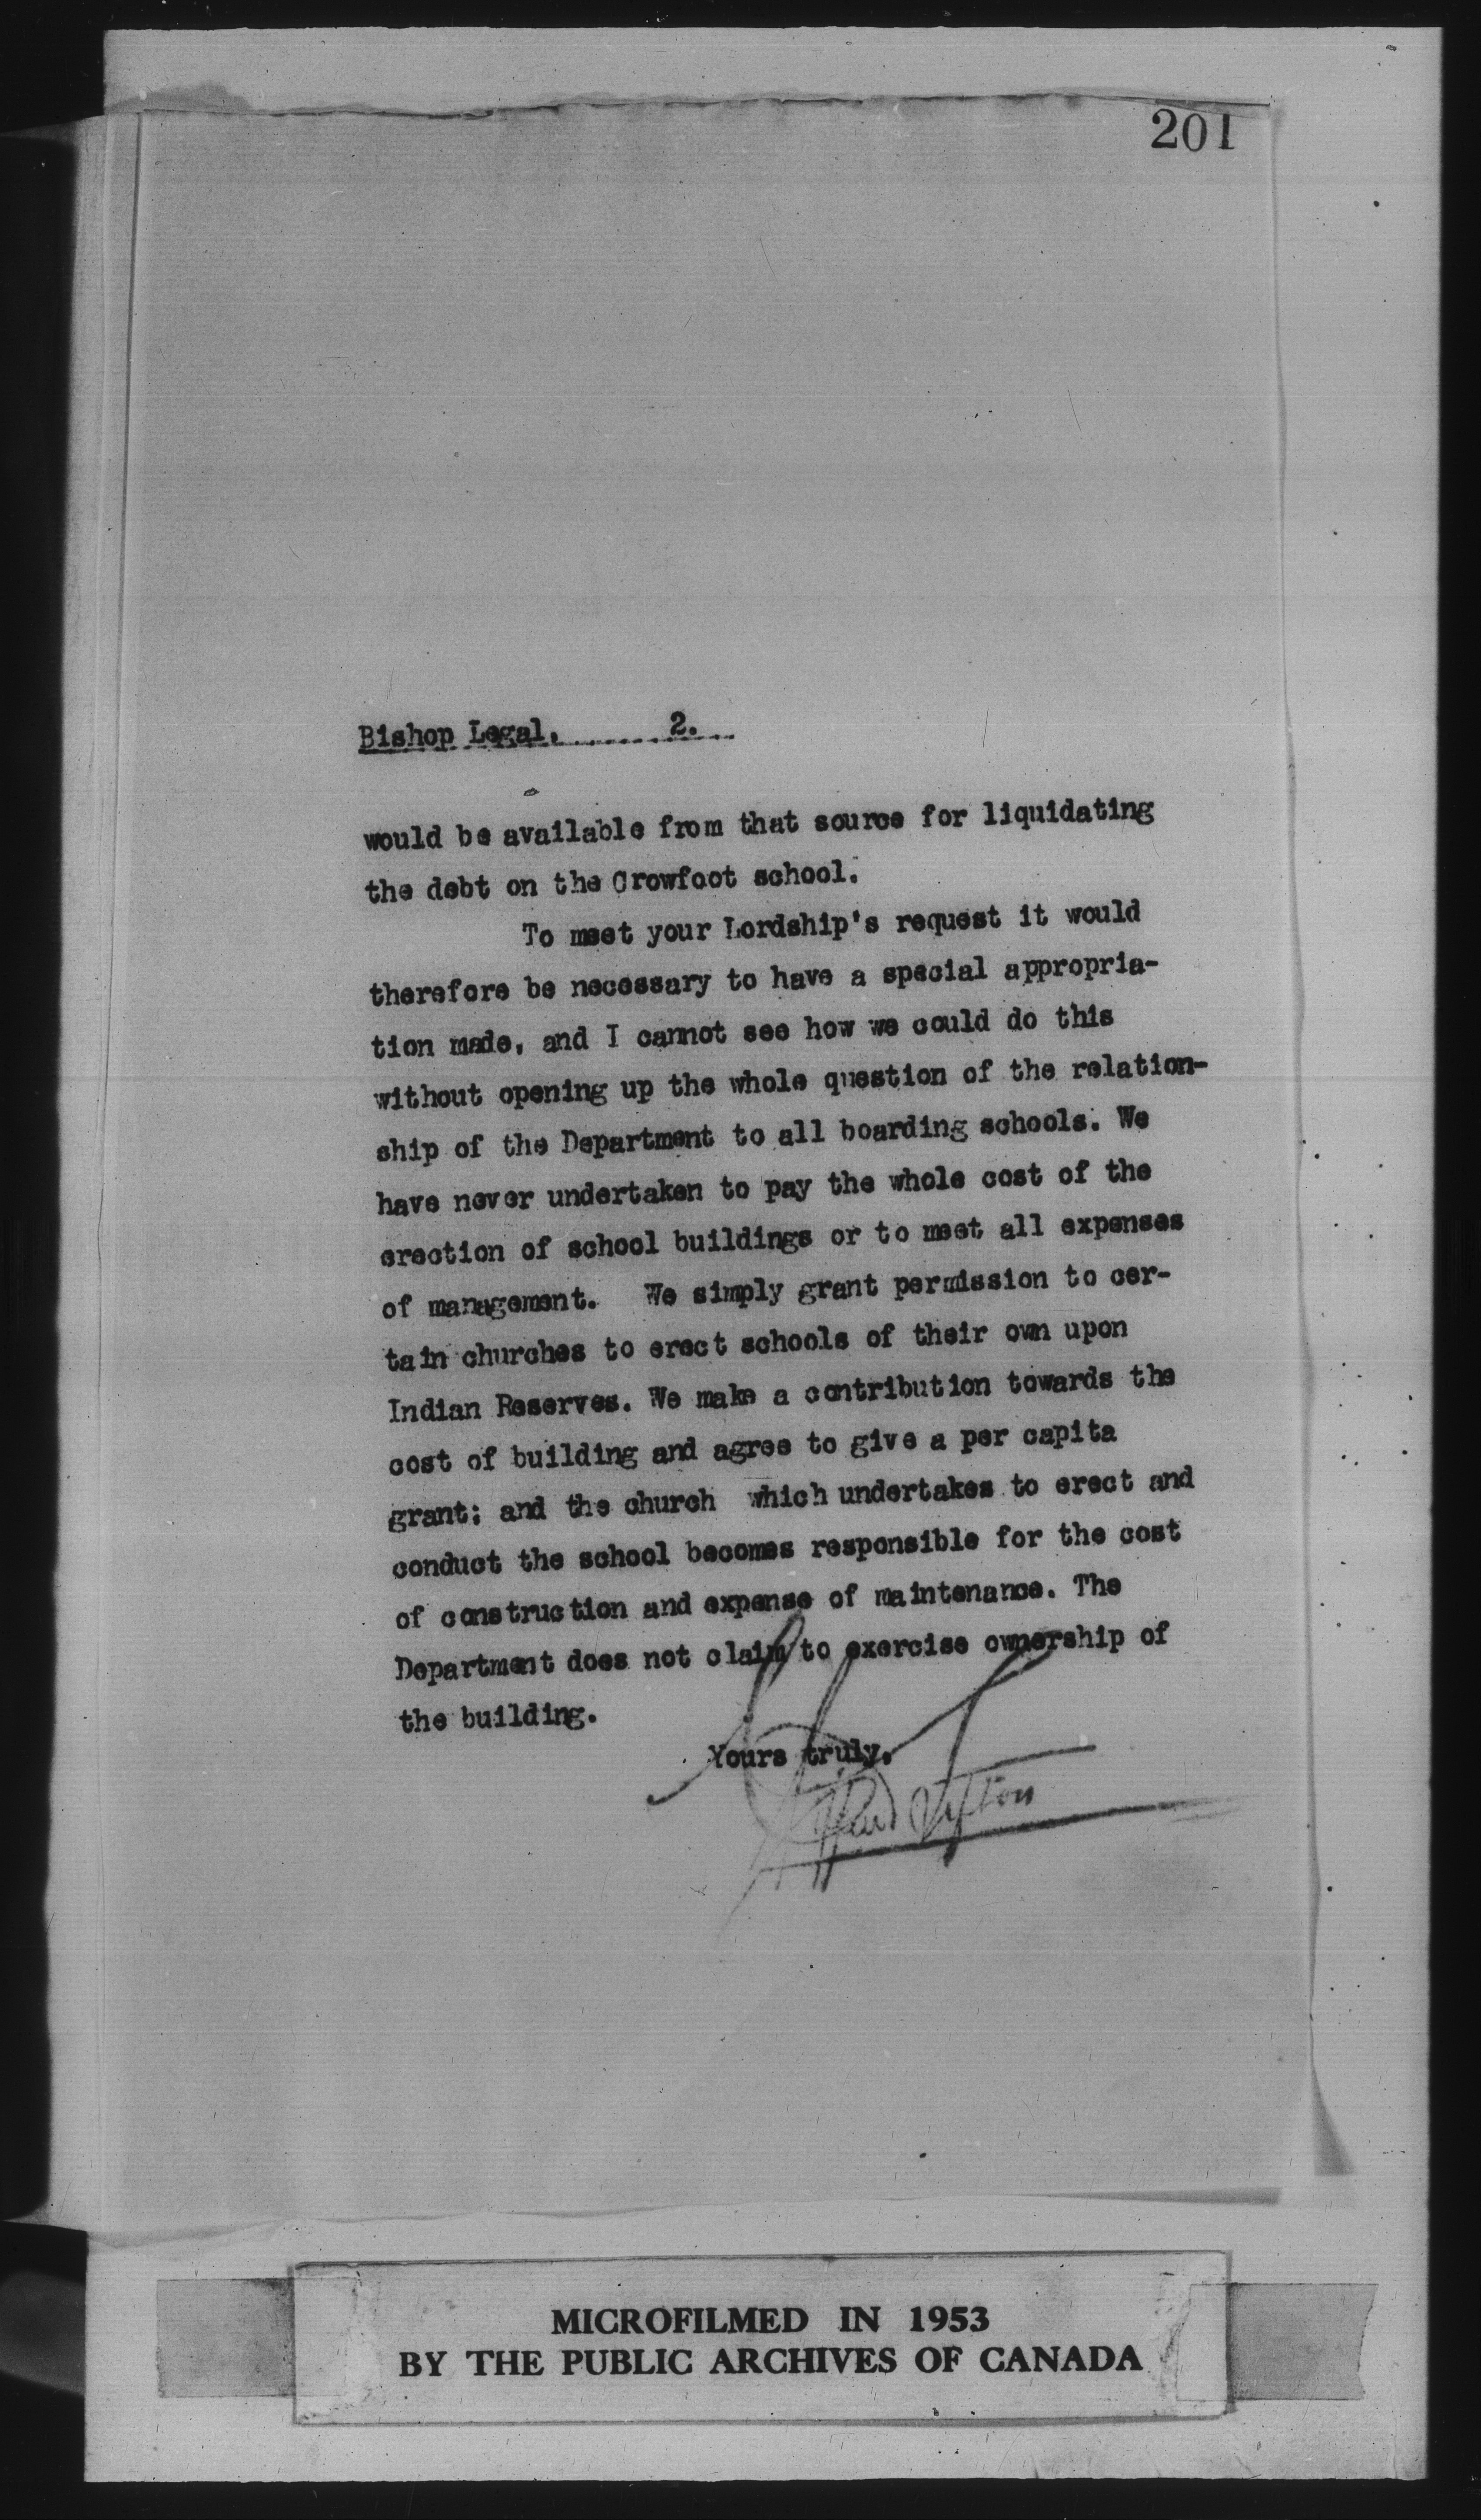 201
Bishop Legal. ......... 2. ...
would be available from that source for liquidating
the debt on the Crowfoot school.
To meet your Lordship's request it would
therefore be necessary to have a special appropria-
tion made, and I cannot see how we could do this
without opening up the whole question of the relation-
ship of the Department to all boarding schools. We
have never undertaken to pay the whole cost of the
erection of school buildings or to meet all expenses
of management. We simply grant permission to cer-
tain churches to erect schools of their own upon
Indian Reserves. We make a contribution towards the
cost of building and agree to give a per capita
grant; and the church which undertakes to erect and
conduct the school becomes responsible for the cost
of construction and expense of maintenance. The
Department does not claim to exercise ownership of
the building.
Yours truly,
Clifford Sifton
MICROFILMED IN 1953
BY THE PUBLIC ARCHIVES OF CANADA